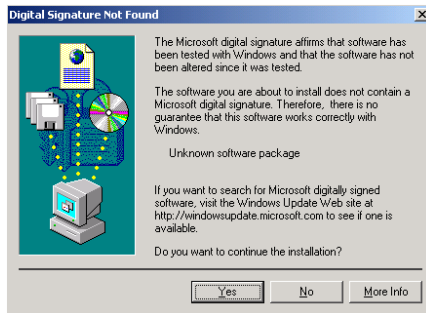 Digital Signature Not Found
The Microsoft digital signature affirms that software has
been tested with Windows and that the software has not
been altered since it was tested.
The software you are about to install does not contain a
Microsoft digital signature. Therefore, there is no
guarantee that this software works correctly with
Windows.
Unknown software package
If you want to search for Microsoft digitally signed
software, visit the Windows Update Web site at
http://windowsupdate.microsoft.com to see if one is
available.
Do you want to continue the installation?
Yes No More Info